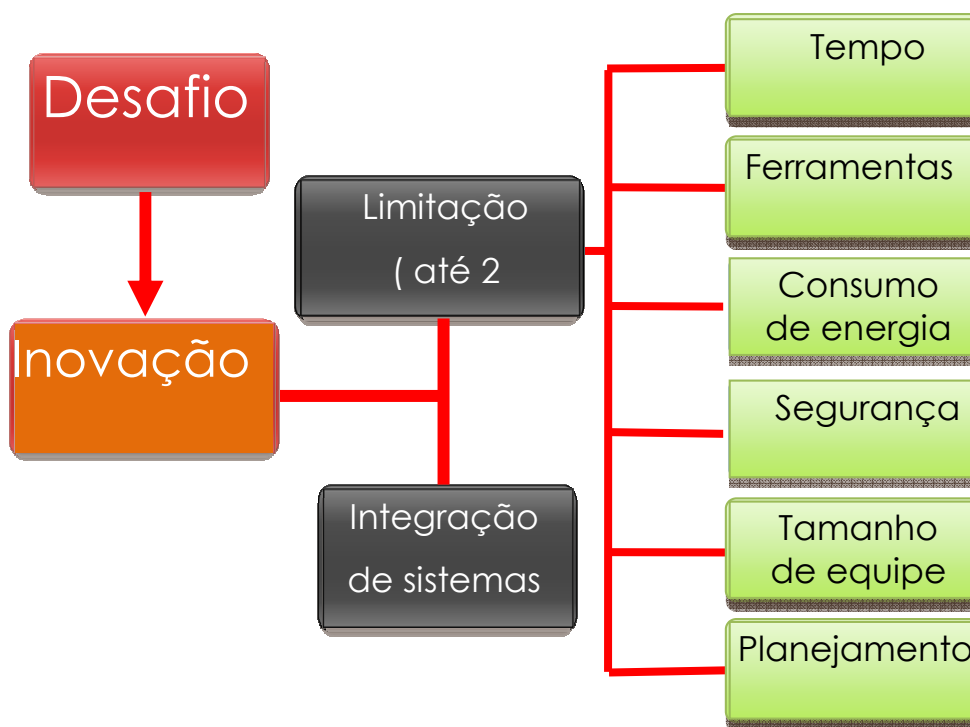 Desafio
Inovação
Limitação
( até 2
Integração
de sistemas
Tempo
Ferramentas
Consumo
de energia
Segurança
Tamanho
de equipe
Planejamento